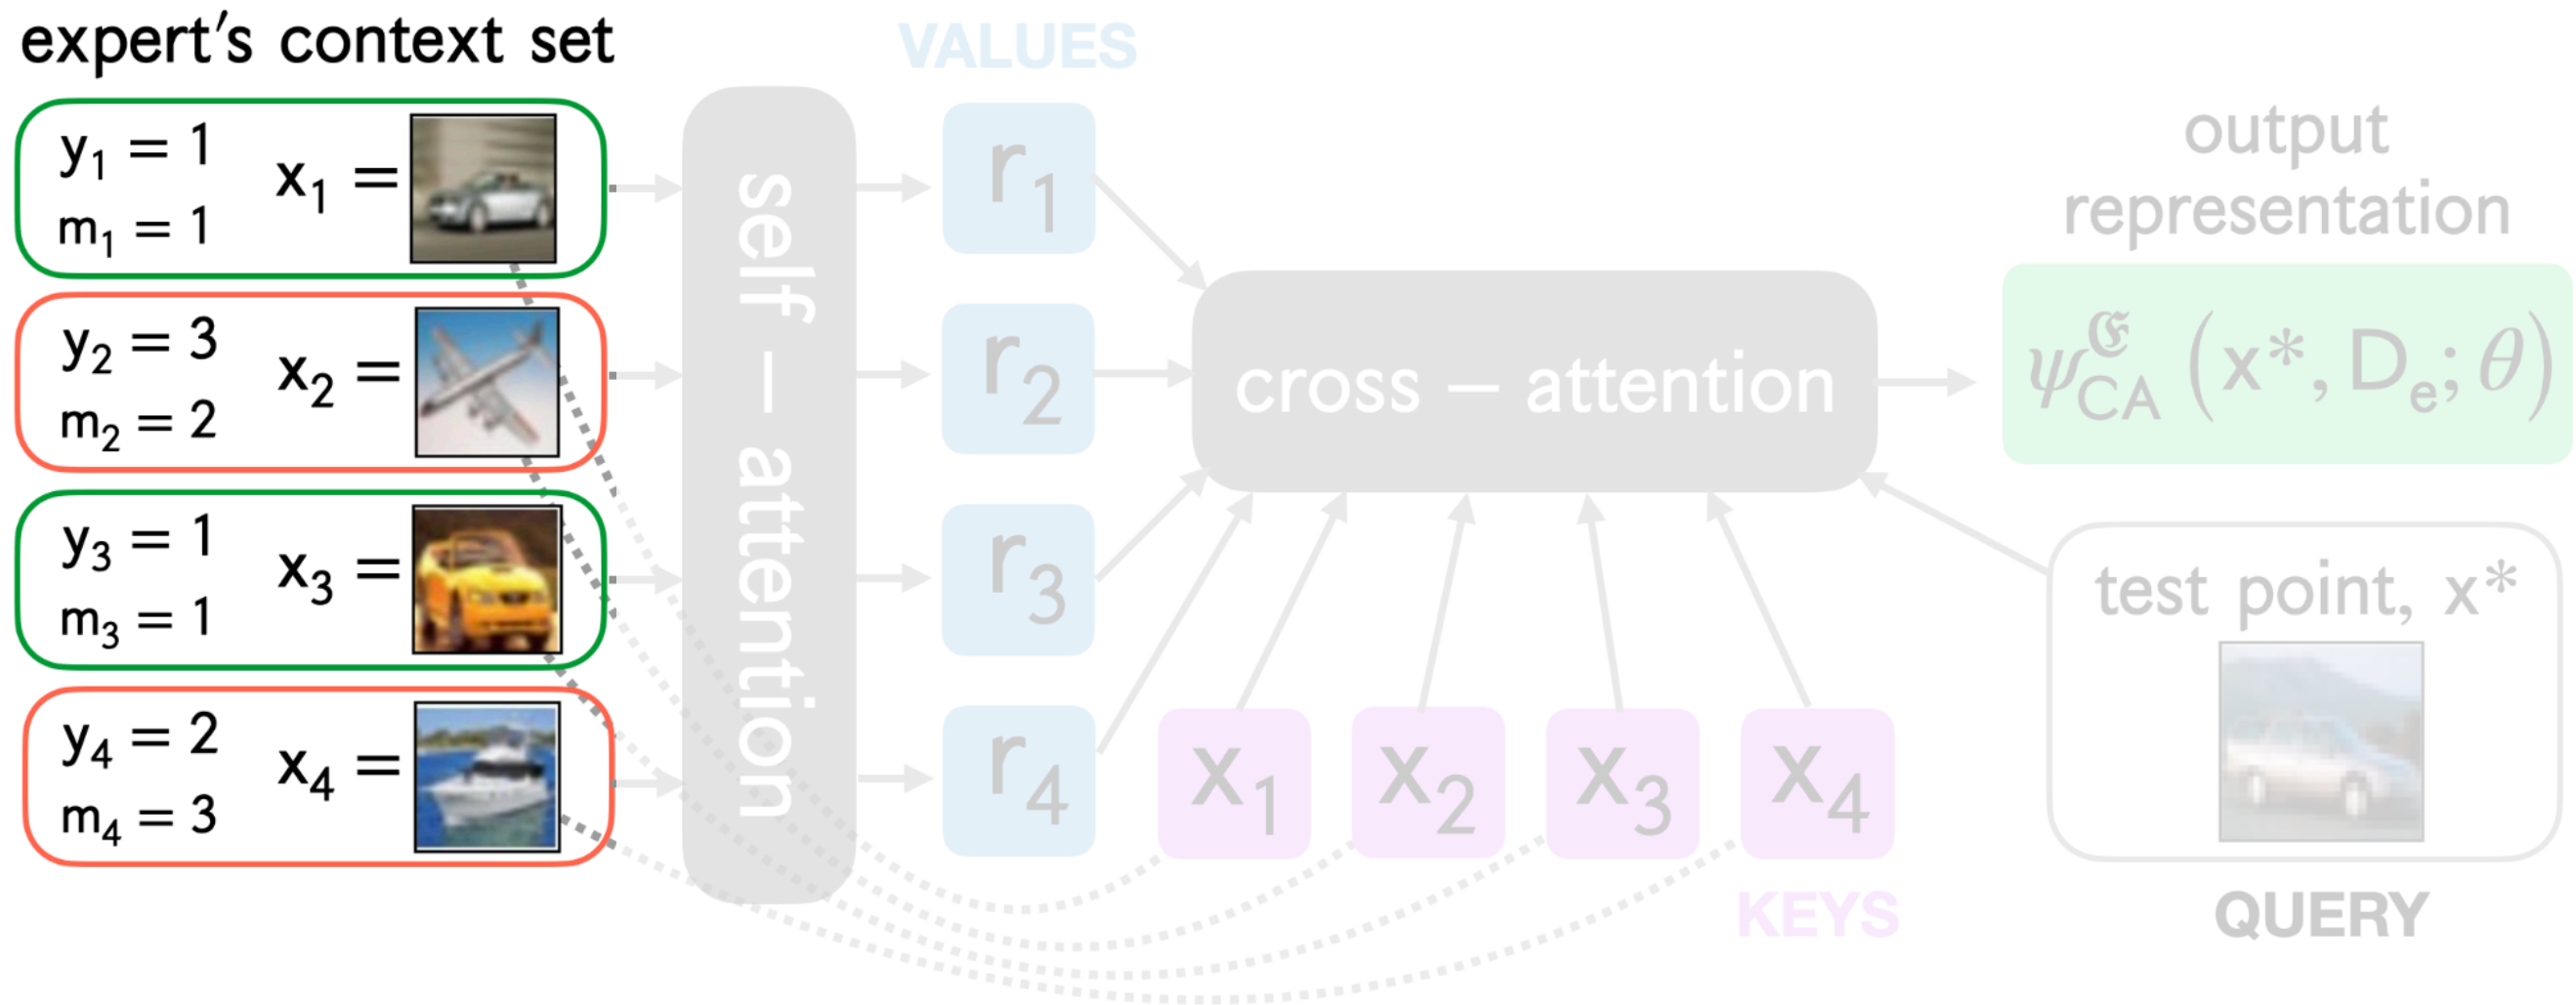 expert's context set
y₁ = 1
m₁ = 1
x₁ =
y₂ = 3
m₂ = 2
x₂ =
y₃ = 1
m₃ = 1
x₃ =
y₄ = 2
m₄ = 3
x₄ =
self – attention
VALUES
r₁
r₂
r₃
r₄
cross – attention
x₁
x₂
x₃
x₄
KEYS
output
representation
ψ_CA^𝔈 (x*, Dₑ; θ)
test point, x*
QUERY